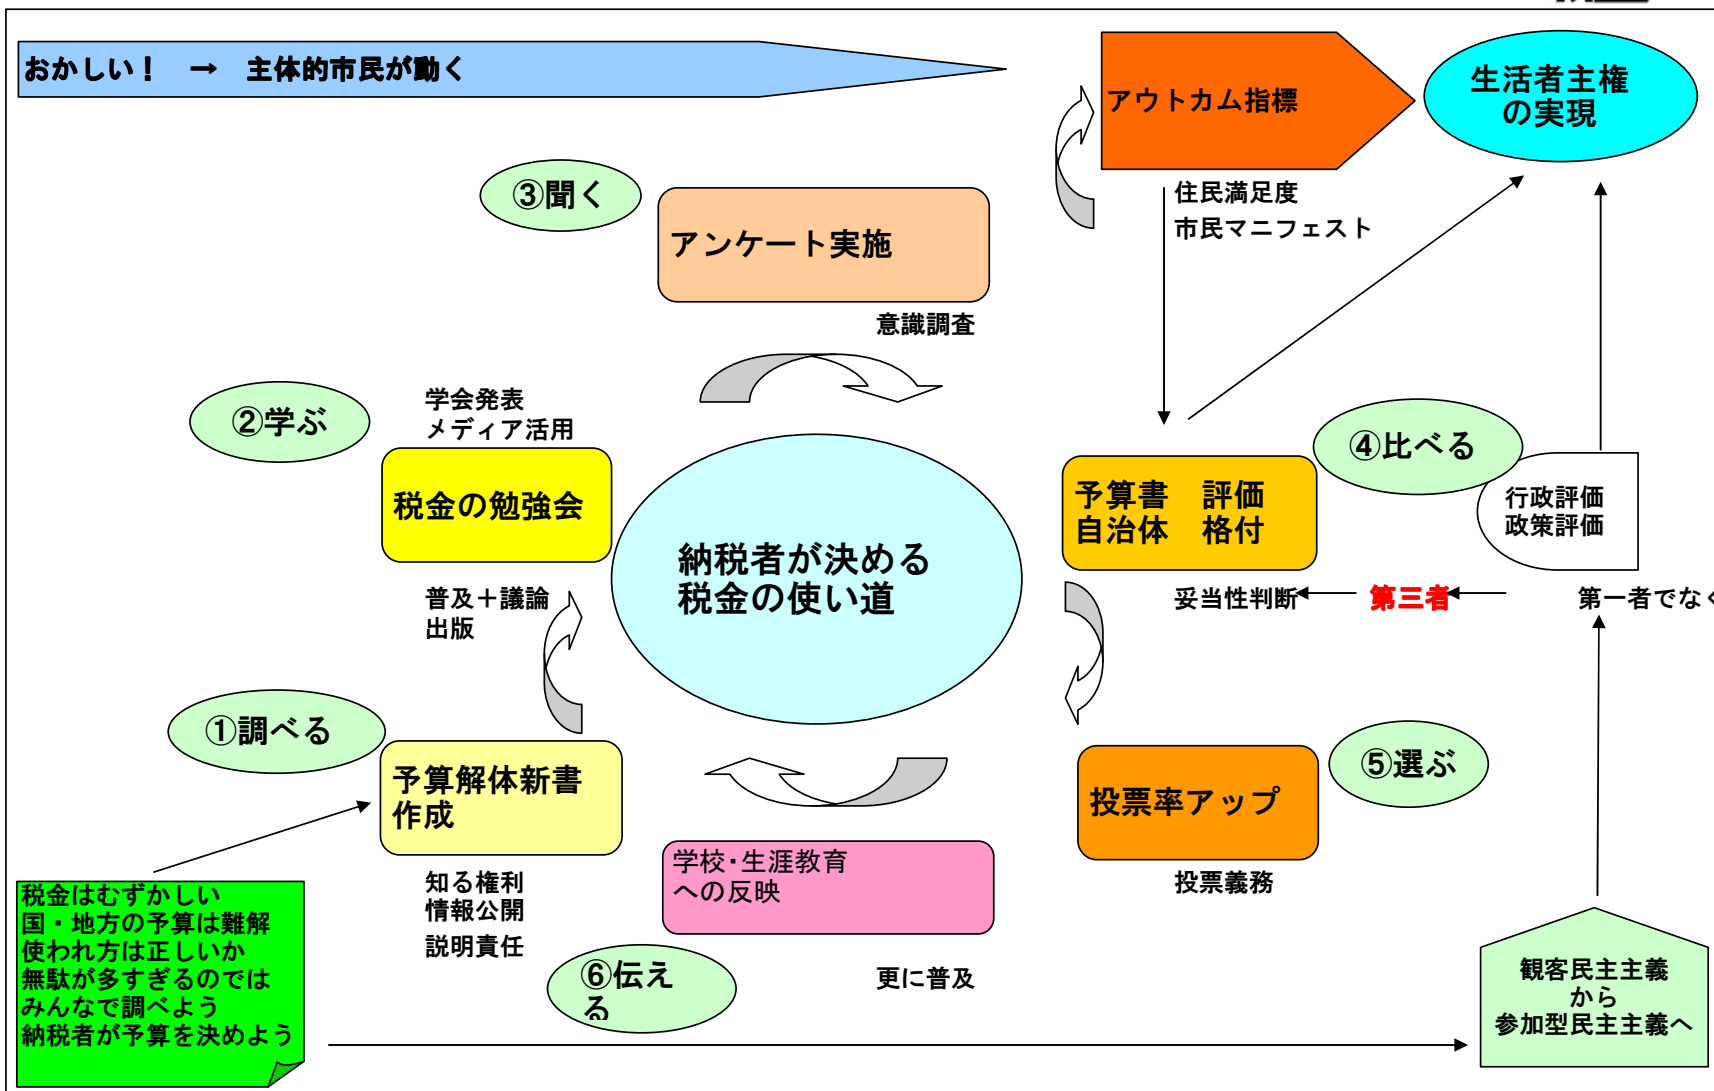 おかしい！　→　主体的市民が動く
アウトカム指標
生活者主権
の実現
住民満足度
市民マニフェスト
③聞く
アンケート実施
意識調査
②学ぶ
学会発表
メディア活用
税金の勉強会
普及＋議論
出版
納税者が決める
税金の使い道
④比べる
予算書　評価
自治体　格付
行政評価
政策評価
妥当性判断
第三者
第一者でなく
①調べる
予算解体新書
作成
知る権利
情報公開
説明責任
⑤選ぶ
投票率アップ
投票義務
学校・生涯教育
への反映
⑥伝え
る
更に普及
税金はむずかしい
国・地方の予算は難解
使われ方は正しいか
無駄が多すぎるのでは
みんなで調べよう
納税者が予算を決めよう
観客民主主義
から
参加型民主主義へ